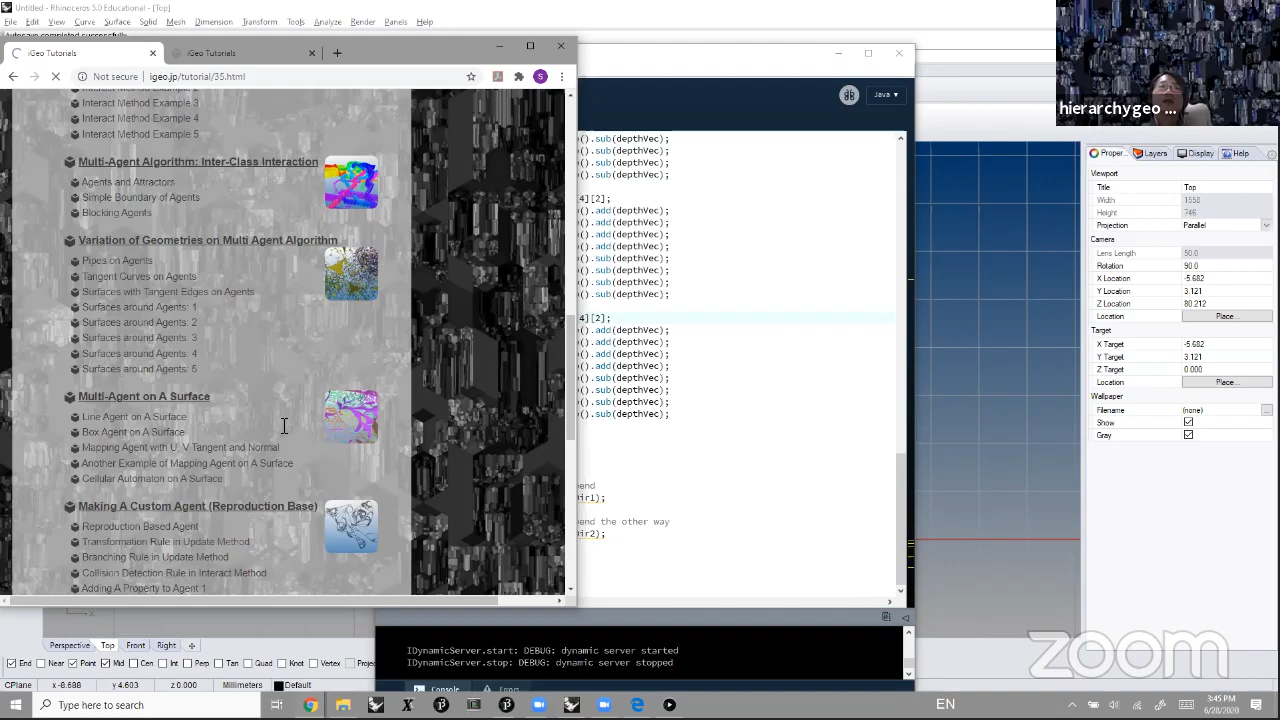 Untitled - Rhinoceros 5.0 Educational - [Top]
File Edit View Curve Surface Solid Mesh Dimension Transform Tools Analyze Render Panels Help
Autosave completed successfully.
iGeo Tutorials
iGeo Tutorials
Not secure | igeo.jp/tutorial/35.html
S
Interact Method Example 2
Interact Method Example 4
Interact Method Example 5
Multi-Agent Algorithm: Inter-Class Interaction
Agents and Attractors
Simple Boundary of Agents
Blocking Agents
Variation of Geometries on Multi Agent Algorithm
Pipes on Agents
Tangent Curves on Agents
Surfaces with Tangent Edges on Agents
Surfaces around Agents: 1
Surfaces around Agents: 2
Surfaces around Agents: 3
Surfaces around Agents: 4
Surfaces around Agents: 5
Multi-Agent on A Surface
Line Agent on A Surface
Box Agent on A Surface
Mapping Agent with U, V Tangent and Normal
Another Example of Mapping Agent on A Surface
Cellular Automaton on A Surface
Making A Custom Agent (Reproduction Base)
Reproduction Based Agent
Transformation Rule in Update Method
Branching Rule in Update Method
Collision Detection Rule in Interact Method
Adding A Property to Agent
Java ▾
().sub(depthVec);
().sub(depthVec);
().sub(depthVec);
().sub(depthVec);
4][2];
().add(depthVec);
().add(depthVec);
().add(depthVec);
().add(depthVec);
().sub(depthVec);
().sub(depthVec);
().sub(depthVec);
().sub(depthVec);
4][2];
().add(depthVec);
().add(depthVec);
().add(depthVec);
().add(depthVec);
().sub(depthVec);
().sub(depthVec);
().sub(depthVec);
().sub(depthVec);
end
ir1);
end the other way
ir2);
IDynamicServer.start: DEBUG: dynamic server started
IDynamicServer.stop: DEBUG: dynamic server stopped
Console Errors
hierarchygeo ...
Proper... Layers Display Help
Viewport
Title Top
Width 1558
Height 746
Projection Parallel
Camera
Lens Length 50.0
Rotation 90.0
X Location -5.682
Y Location 3.121
Z Location 80.212
Location Place...
Target
X Target -5.682
Y Target 3.121
Z Target 0.000
Location Place...
Wallpaper
Filename (none) ...
Show
Gray
zoom
Perspective Top Front Right
End Near Point Mid Cen Int Perp Tan Quad Knot Vertex
CPlane x -8.698 y 4.603 z 0.000 Millimeters Default
Type here to search
EN
3:45 PM
6/28/2020